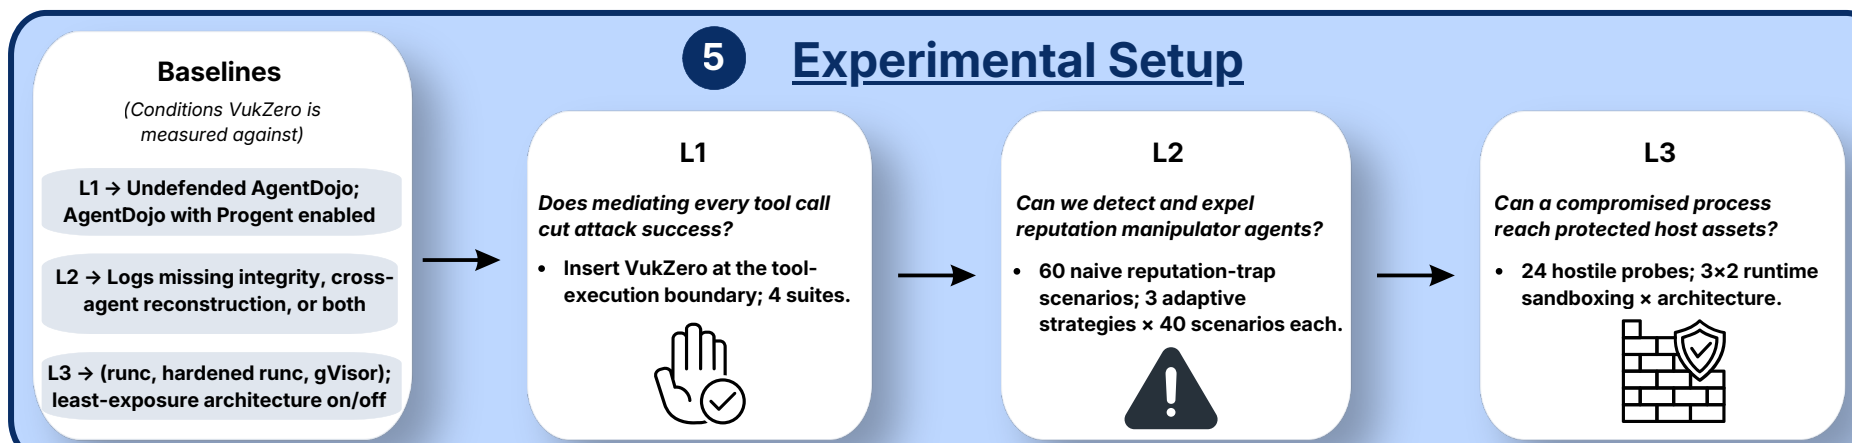 5
Experimental Setup
Baselines
(Conditions VukZero is
measured against)
L1 → Undefended AgentDojo;
AgentDojo with Progent enabled
L2 → Logs missing integrity, cross-
agent reconstruction, or both
L3 → (runc, hardened runc, gVisor);
least-exposure architecture on/off
L1
Does mediating every tool call
cut attack success?
• Insert VukZero at the tool-
execution boundary; 4 suites.
L2
Can we detect and expel
reputation manipulator agents?
• 60 naive reputation-trap
scenarios; 3 adaptive
strategies × 40 scenarios each.
L3
Can a compromised process
reach protected host assets?
• 24 hostile probes; 3×2 runtime
sandboxing × architecture.